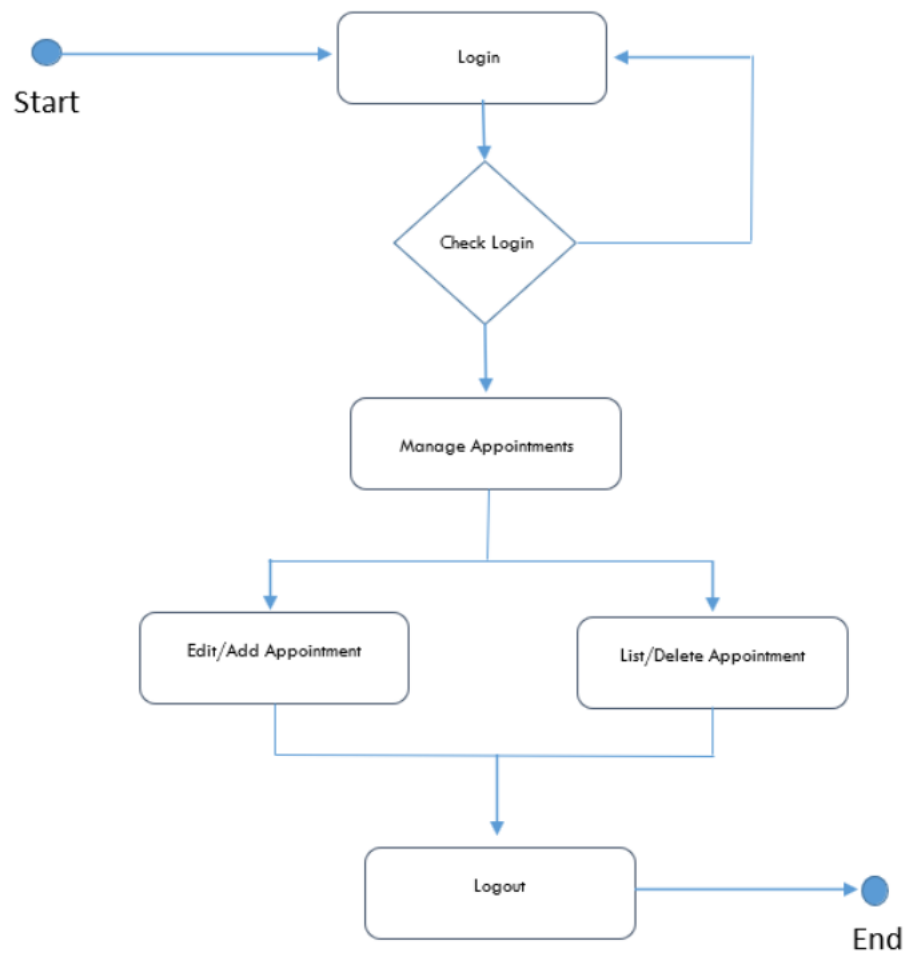 Login
Start
Check Login
Manage Appointments
Edit/Add Appointment
List/Delete Appointment
Logout
End